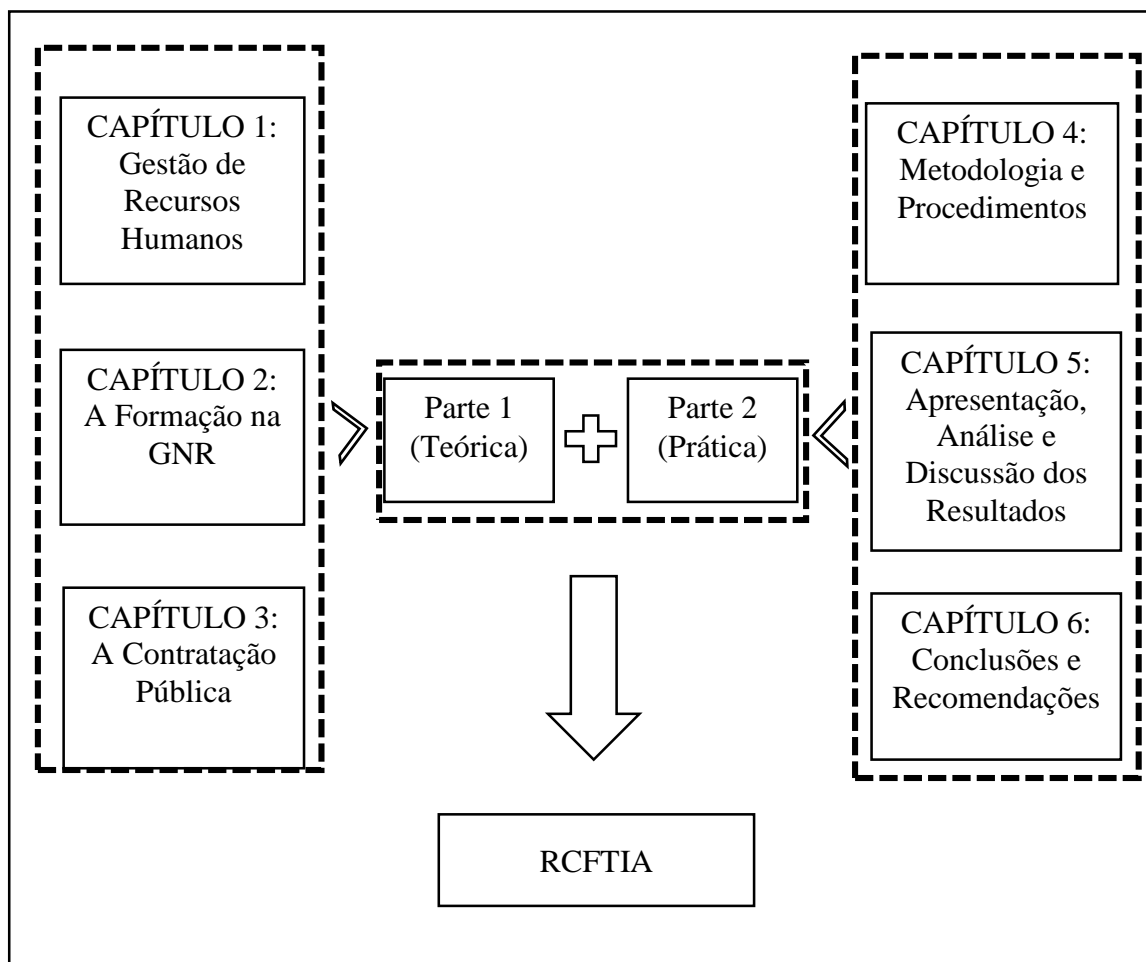 CAPÍTULO 1:
Gestão de
Recursos
Humanos
CAPÍTULO 2:
A Formação na
GNR
CAPÍTULO 3:
A Contratação
Pública
Parte 1
(Teórica)
Parte 2
(Prática)
RCFTIA
CAPÍTULO 4:
Metodologia e
Procedimentos
CAPÍTULO 5:
Apresentação,
Análise e
Discussão dos
Resultados
CAPÍTULO 6:
Conclusões e
Recomendações